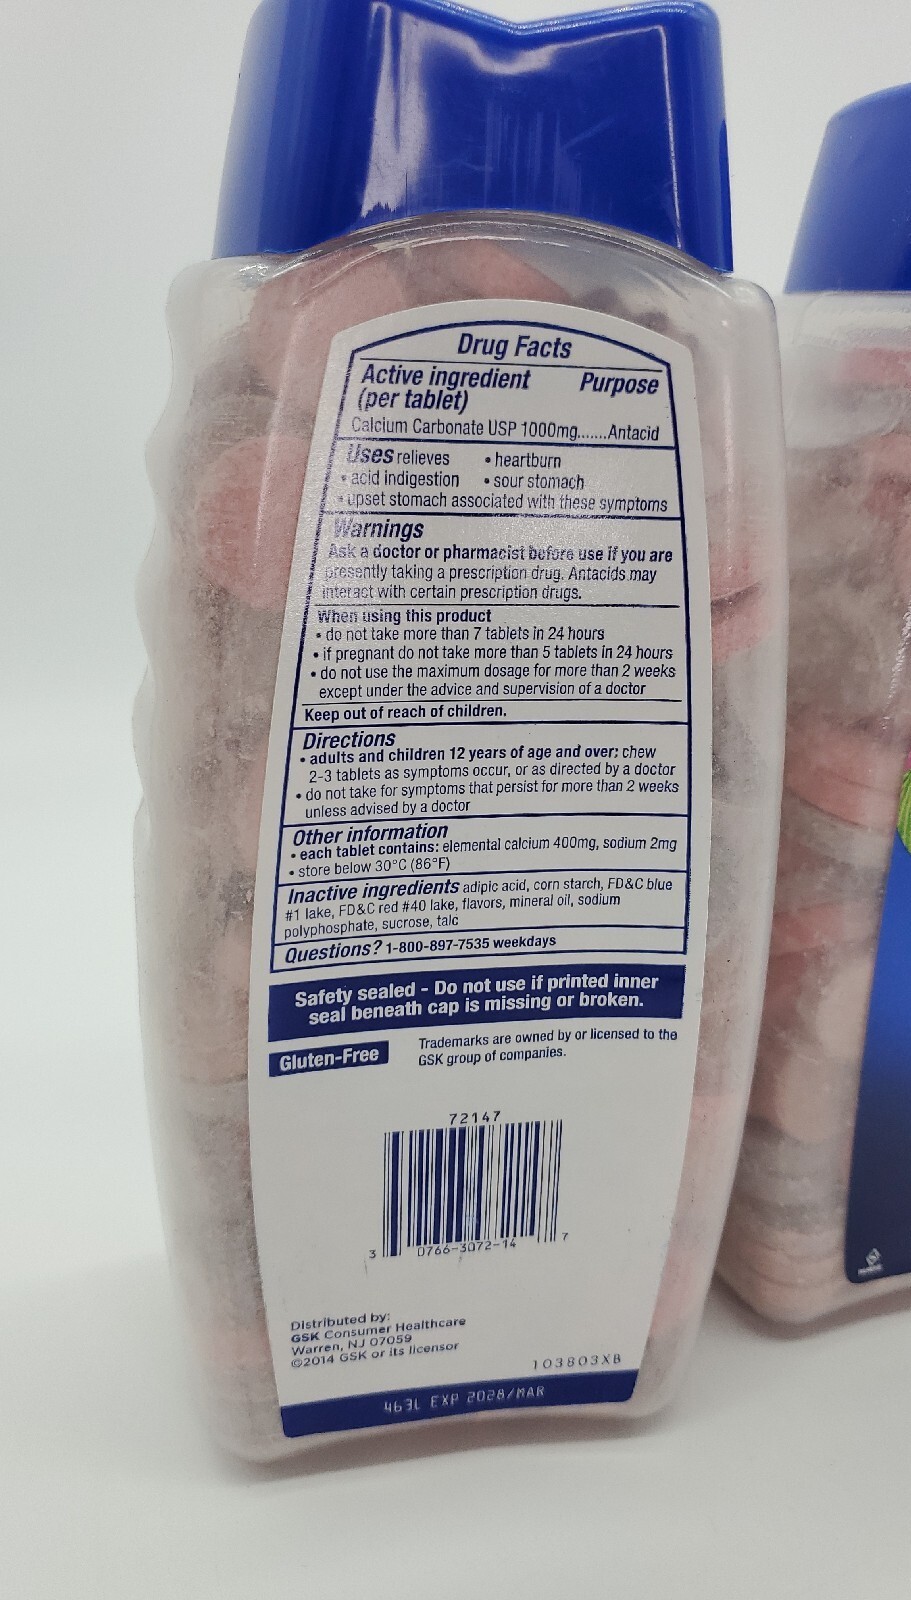 Drug Facts
Active ingredient Purpose
(per tablet)
Calcium Carbonate USP 1000mg.......Antacid
Uses relieves • heartburn
• acid indigestion • sour stomach
• upset stomach associated with these symptoms
Warnings
Ask a doctor or pharmacist before use if you are
presently taking a prescription drug. Antacids may
interact with certain prescription drugs.
When using this product
• do not take more than 7 tablets in 24 hours
• if pregnant do not take more than 5 tablets in 24 hours
• do not use the maximum dosage for more than 2 weeks
except under the advice and supervision of a doctor
Keep out of reach of children.
Directions
• adults and children 12 years of age and over: chew
2-3 tablets as symptoms occur, or as directed by a doctor
• do not take for symptoms that persist for more than 2 weeks
unless advised by a doctor
Other information
• each tablet contains: elemental calcium 400mg, sodium 2mg
• store below 30°C (86°F)
Inactive ingredients adipic acid, corn starch, FD&C blue
#1 lake, FD&C red #40 lake, flavors, mineral oil, sodium
polyphosphate, sucrose, talc
Questions? 1-800-897-7535 weekdays
Safety sealed - Do not use if printed inner
seal beneath cap is missing or broken.
Gluten-Free
Trademarks are owned by or licensed to the
GSK group of companies.
72147
3 0766-3072-14 7
Distributed by:
GSK Consumer Healthcare
Warren, NJ 07059
©2014 GSK or its licensor
103803XB
463L EXP 2028/MAR